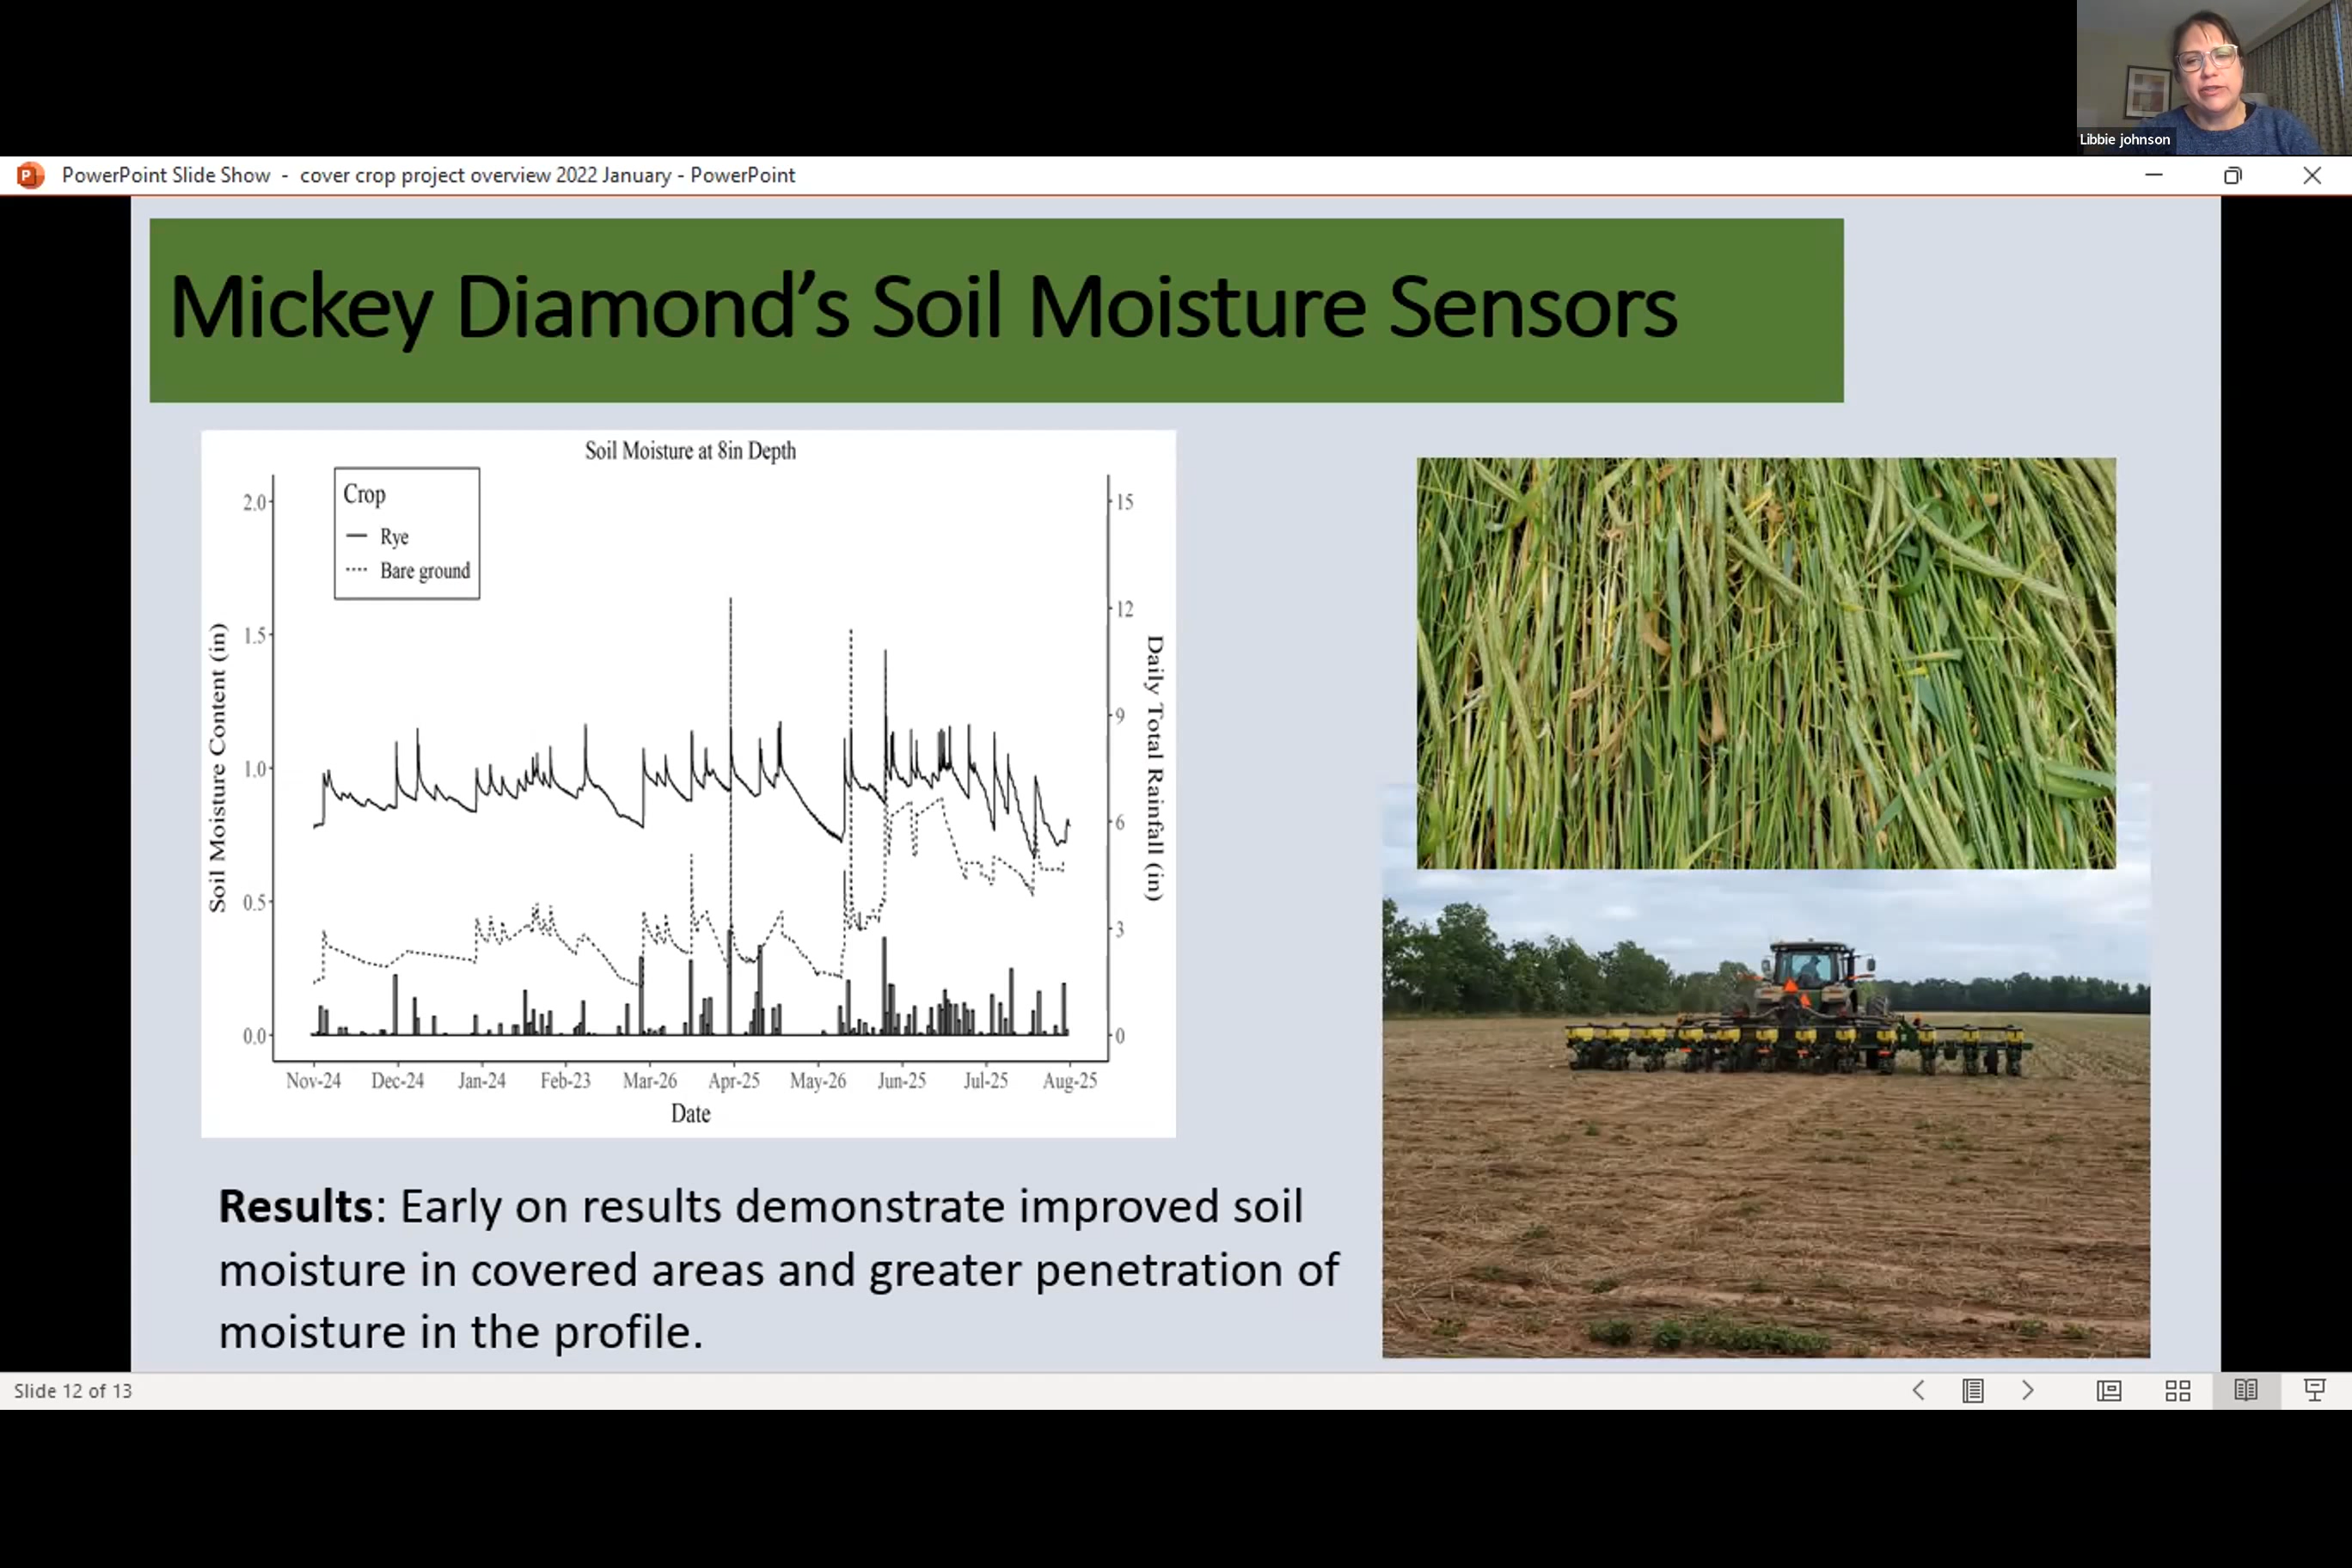 Libbie johnson
PowerPoint Slide Show - cover crop project overview 2022 January - PowerPoint
Mickey Diamond’s Soil Moisture Sensors
Soil Moisture at 8in Depth
Crop
Rye
Bare ground
Soil Moisture Content (in)
2.0
1.5
1.0
0.5
0.0
15
12
9
6
3
0
Daily Total Rainfall (in)
Nov-24 Dec-24 Jan-24 Feb-23 Mar-26 Apr-25 May-26 Jun-25 Jul-25 Aug-25
Date
Results: Early on results demonstrate improved soil
moisture in covered areas and greater penetration of
moisture in the profile.
Slide 12 of 13